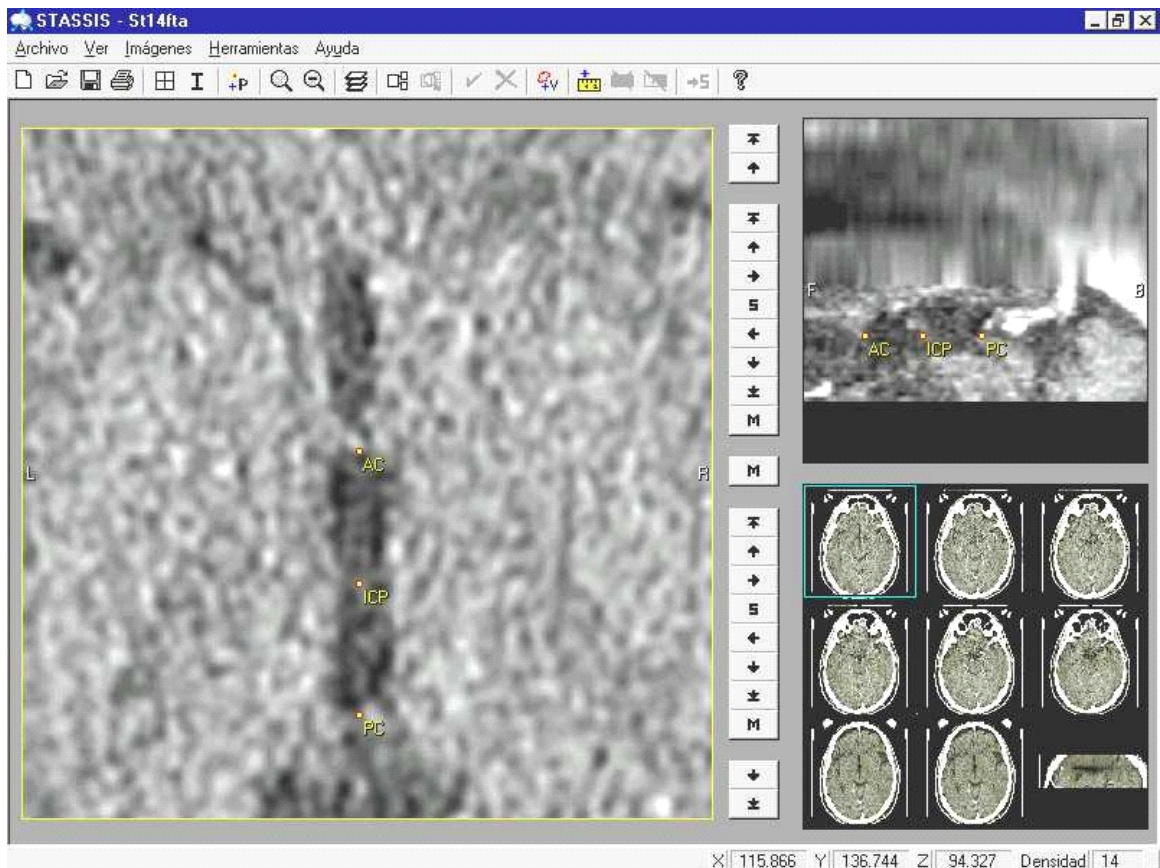 STASSIS - St14fta
Archivo Ver Imágenes Herramientas Ayuda
I +P +V →S ?
L
R
AC
ICP
PC
S
M
M
S
M
F
B
AC ICP PC
X 115.866 Y 136.744 Z 94.327 Densidad 14